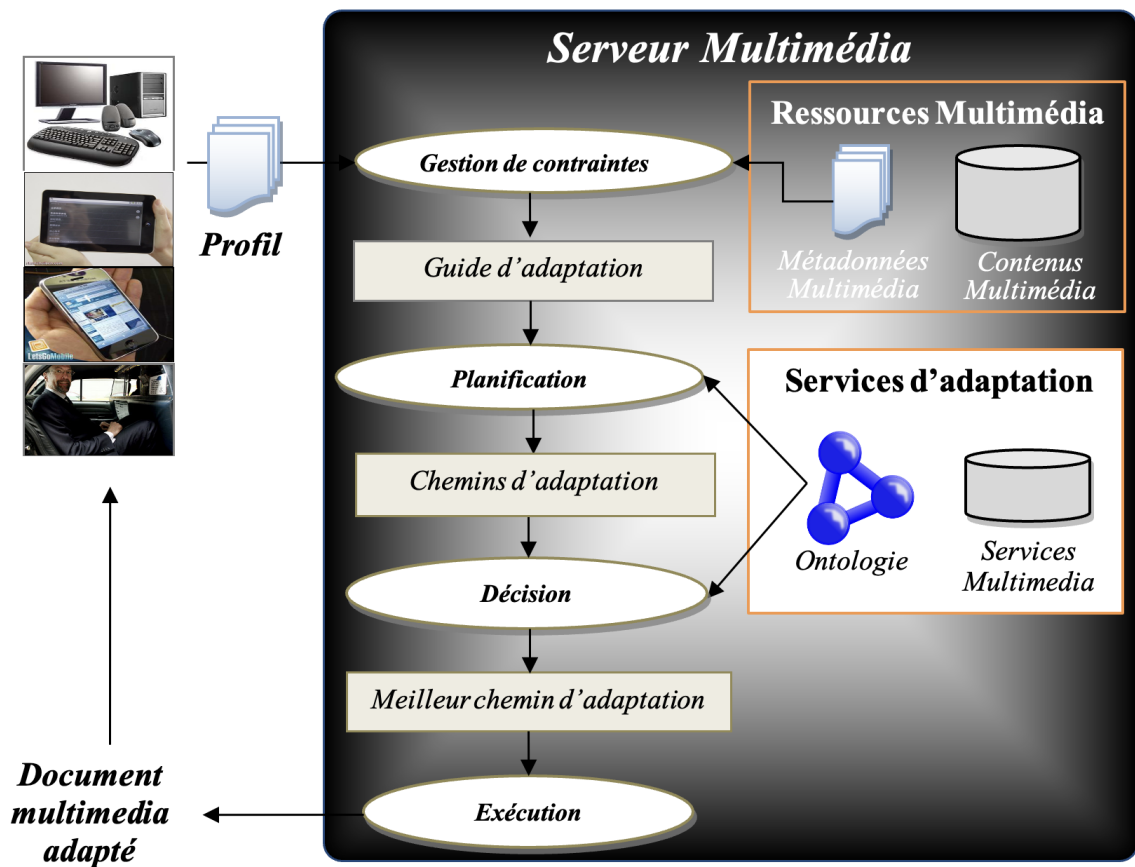 Serveur Multimédia
Ressources Multimédia
Gestion de contraintes
Profil
Métadonnées
Multimédia
Contenus
Multimédia
Guide d'adaptation
LetsGoMobile
Planification
Services d'adaptation
Chemins d'adaptation
Ontologie
Services
Multimedia
Décision
Meilleur chemin d'adaptation
Document
multimedia
adapté
Exécution